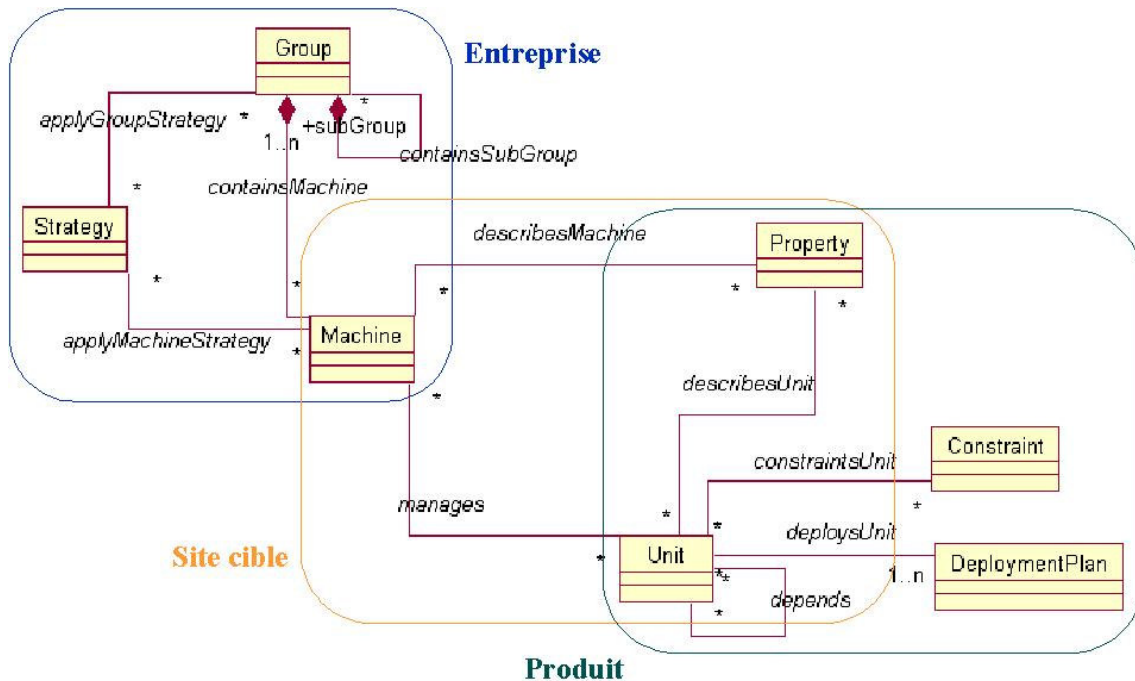 Group
Entreprise
applyGroupStrategy
*
*
1..n
+subGroup
containsSubGroup
*
containsMachine
Strategy
*
*
describesMachine
Property
*
*
*
applyMachineStrategy
*
Machine
*
describesUnit
constraintsUnit
Constraint
*
manages
*
*
deploysUnit
*
Unit
Site cible
*
*
1..n
DeploymentPlan
*
depends
Produit